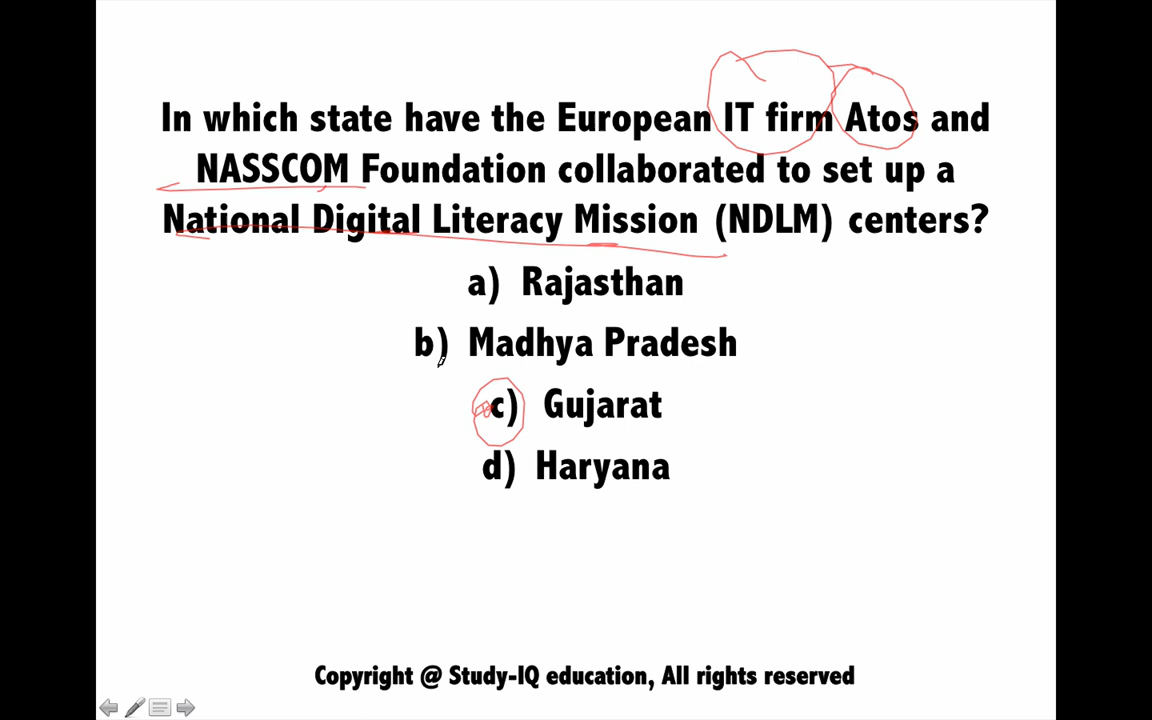 In which state have the European IT firm Atos and
NASSCOM Foundation collaborated to set up a
National Digital Literacy Mission (NDLM) centers?
a) Rajasthan
b) Madhya Pradesh
c) Gujarat
d) Haryana
Copyright @ Study-IQ education, All rights reserved